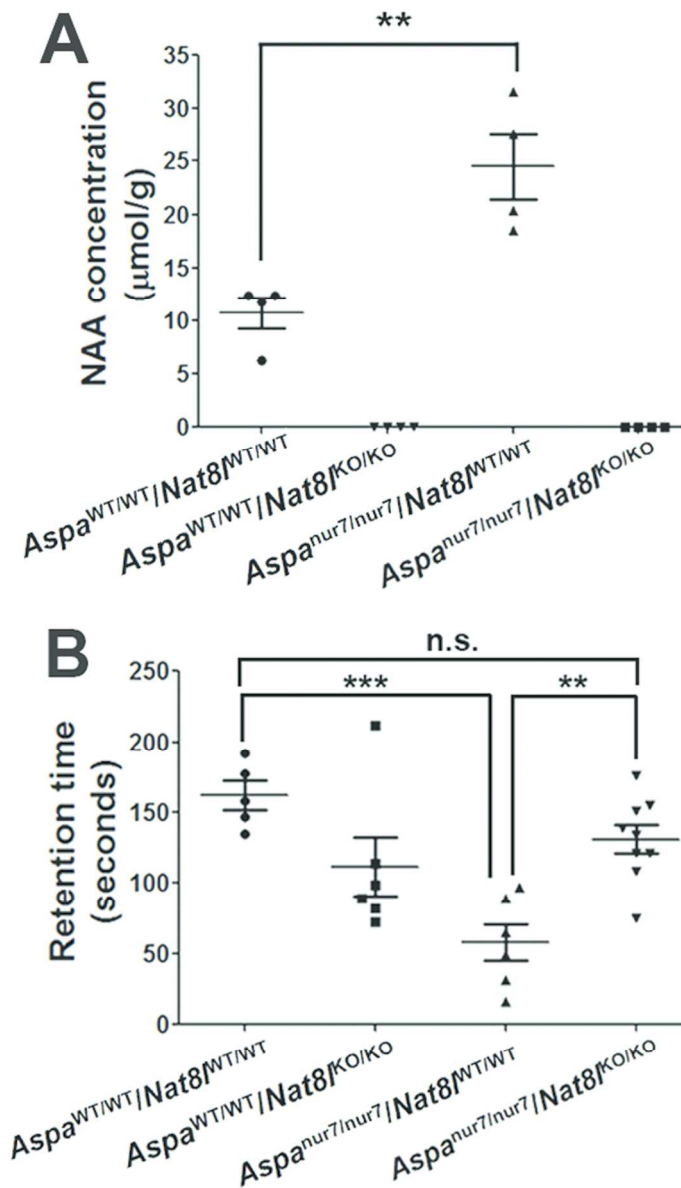 A
**
NAA concentration
(μmol/g)
35
30
25
20
15
10
5
0
Aspa^WT/WT/Nat8l^WT/WT
Aspa^WT/WT/Nat8l^KO/KO
Aspa^nur7/nur7/Nat8l^WT/WT
Aspa^nur7/nur7/Nat8l^KO/KO
B
n.s.
***
**
Retention time
(seconds)
250
200
150
100
50
0
Aspa^WT/WT/Nat8l^WT/WT
Aspa^WT/WT/Nat8l^KO/KO
Aspa^nur7/nur7/Nat8l^WT/WT
Aspa^nur7/nur7/Nat8l^KO/KO